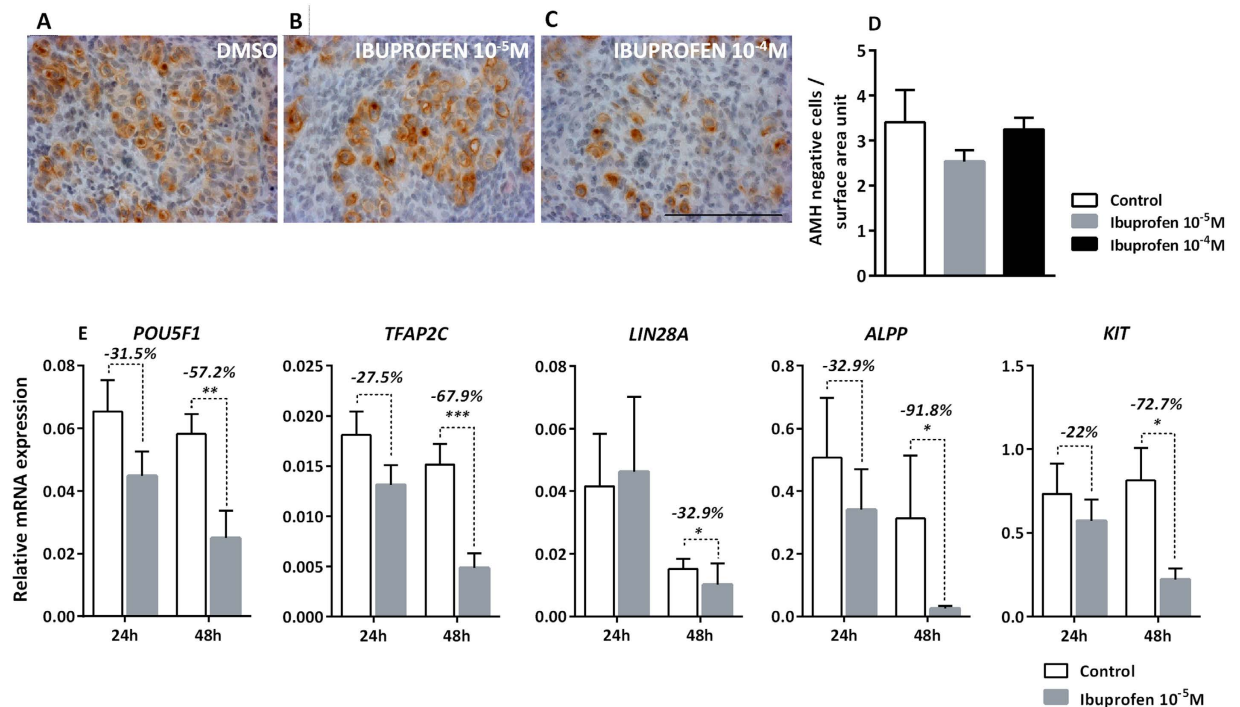 A
B
C
D
DMSO
IBUPROFEN 10-5M
IBUPROFEN 10-4M
AMH negative cells /
surface area unit
5
4
3
2
1
0
Control
Ibuprofen 10-5M
Ibuprofen 10-4M
E
Relative mRNA expression
POU5F1
0.08
0.06
0.04
0.02
0.00
-31.5%
-57.2%
**
24h
48h
TFAP2C
0.025
0.020
0.015
0.010
0.005
0.000
-27.5%
-67.9%
***
24h
48h
LIN28A
0.08
0.06
0.04
0.02
0.00
-32.9%
*
24h
48h
ALPP
0.8
0.6
0.4
0.2
0.0
-32.9%
-91.8%
*
24h
48h
KIT
1.5
1.0
0.5
0.0
-22%
-72.7%
*
24h
48h
Control
Ibuprofen 10-5M